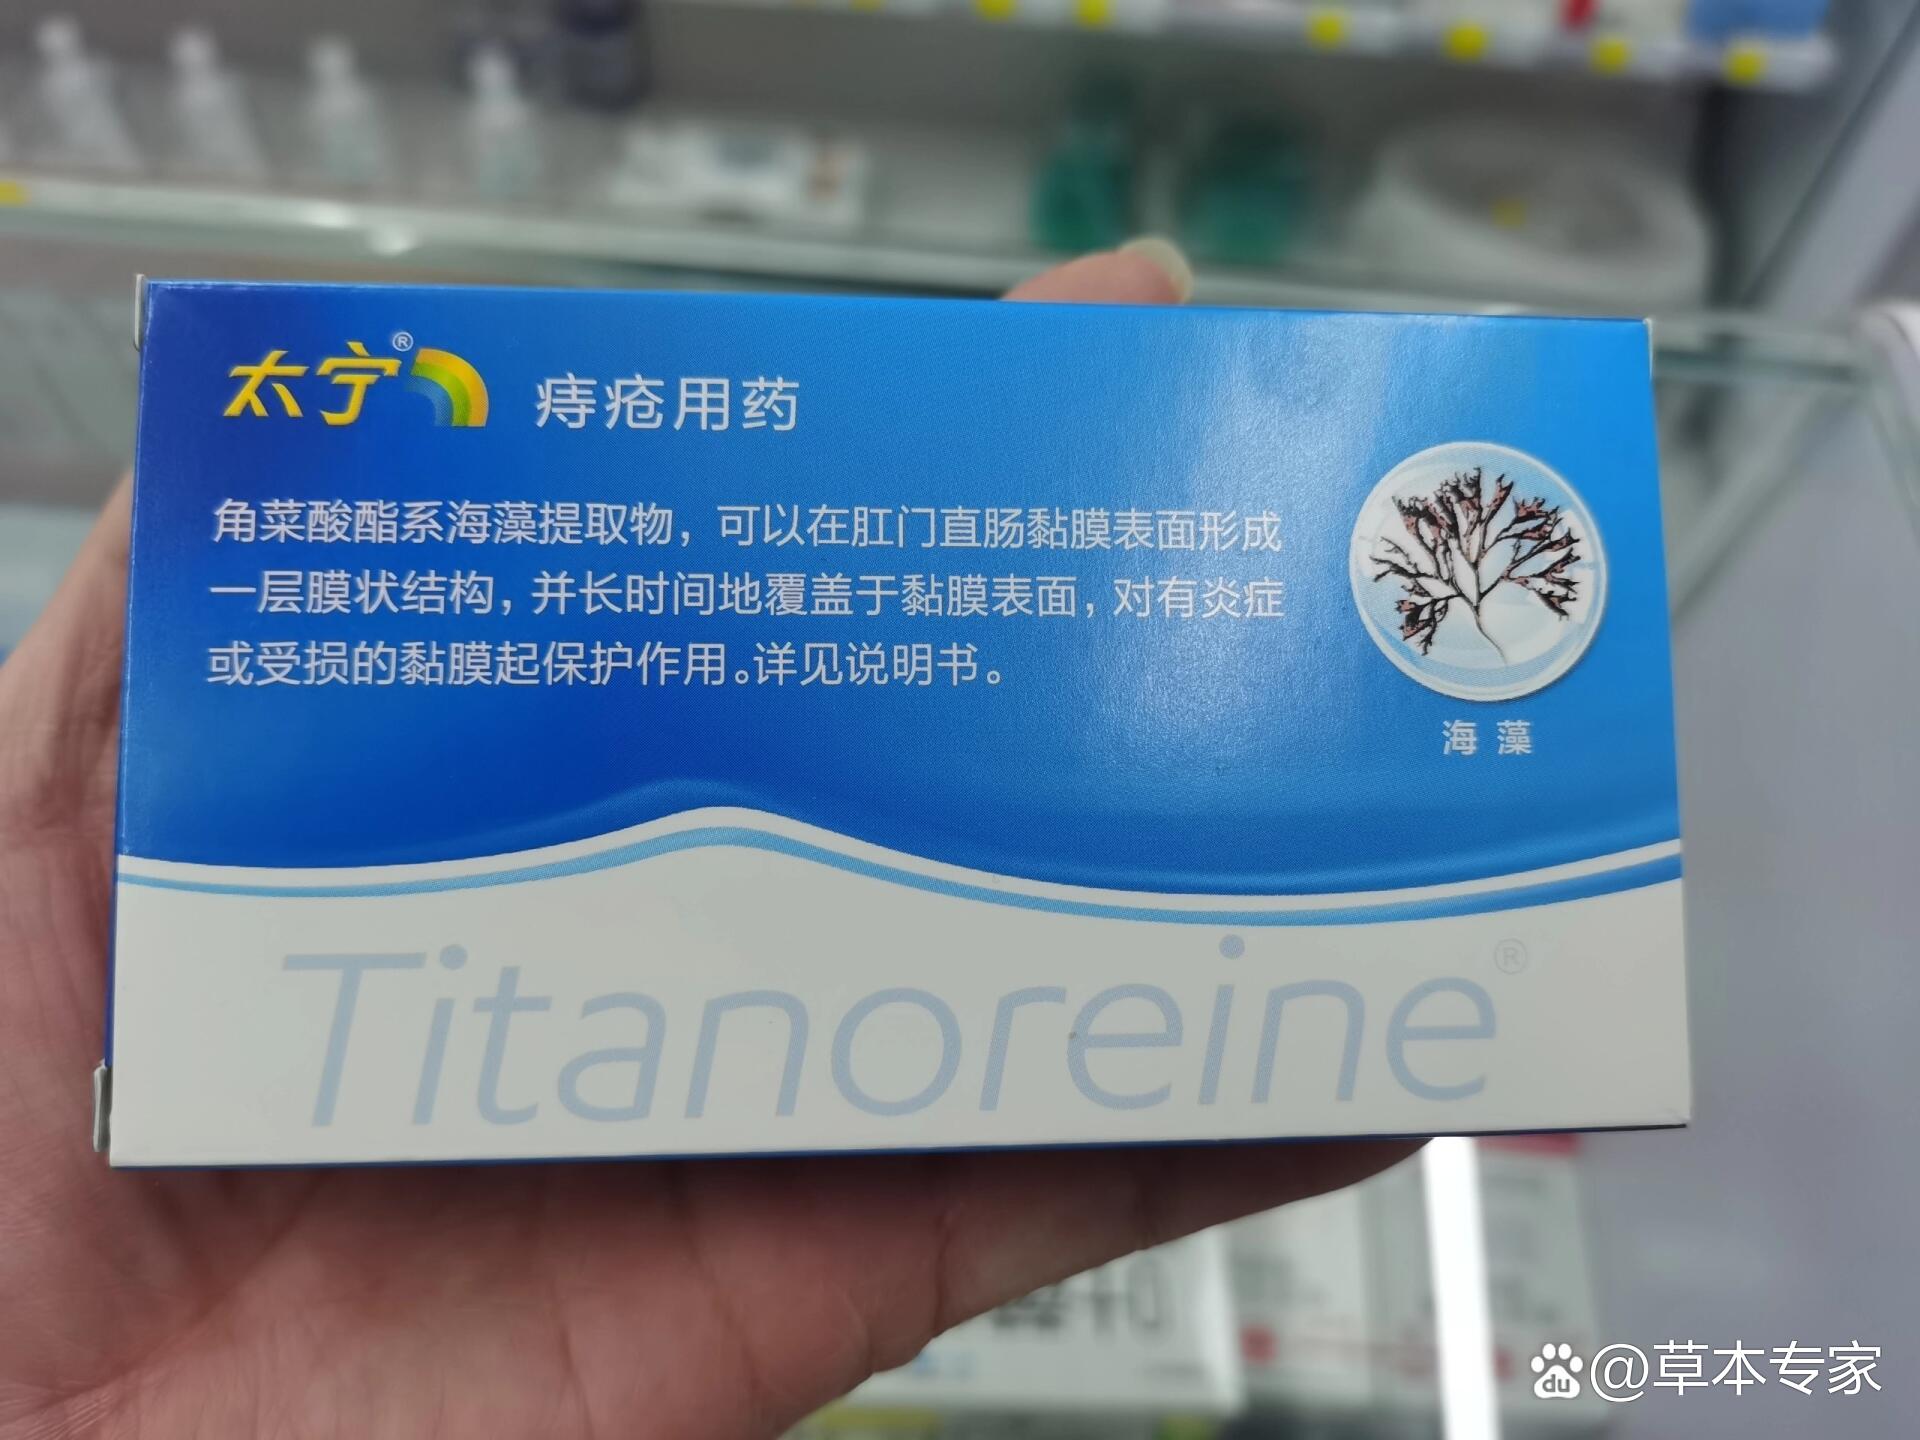 太宁® 痔疮用药
角菜酸酯系海藻提取物，可以在肛门直肠黏膜表面形成
一层膜状结构，并长时间地覆盖于黏膜表面，对有炎症
或受损的黏膜起保护作用。详见说明书。
海藻
Titanoreine®
du @草本专家